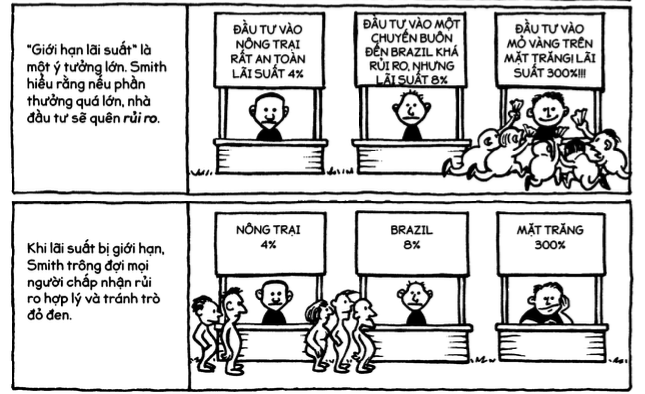 "Giới hạn lãi suất" là
một ý tưởng lớn. Smith
hiểu rằng nếu phần
thưởng quá lớn, nhà
đầu tư sẽ quên rủi ro.
ĐẦU TƯ VÀO
NÔNG TRẠI
RẤT AN TOÀN
LÃI SUẤT 4%
ĐẦU TƯ VÀO MỘT
CHUYẾN BUÔN
ĐẾN BRAZIL KHÁ
RỦI RO, NHƯNG
LÃI SUẤT 8%
ĐẦU TƯ VÀO
MỎ VÀNG TRÊN
MẶT TRĂNG! LÃI
SUẤT 300%!!!
Khi lãi suất bị giới hạn,
Smith trông đợi mọi
người chấp nhận rủi
ro hợp lý và tránh trò
đỏ đen.
NÔNG TRẠI
4%
BRAZIL
8%
MẶT TRĂNG
300%